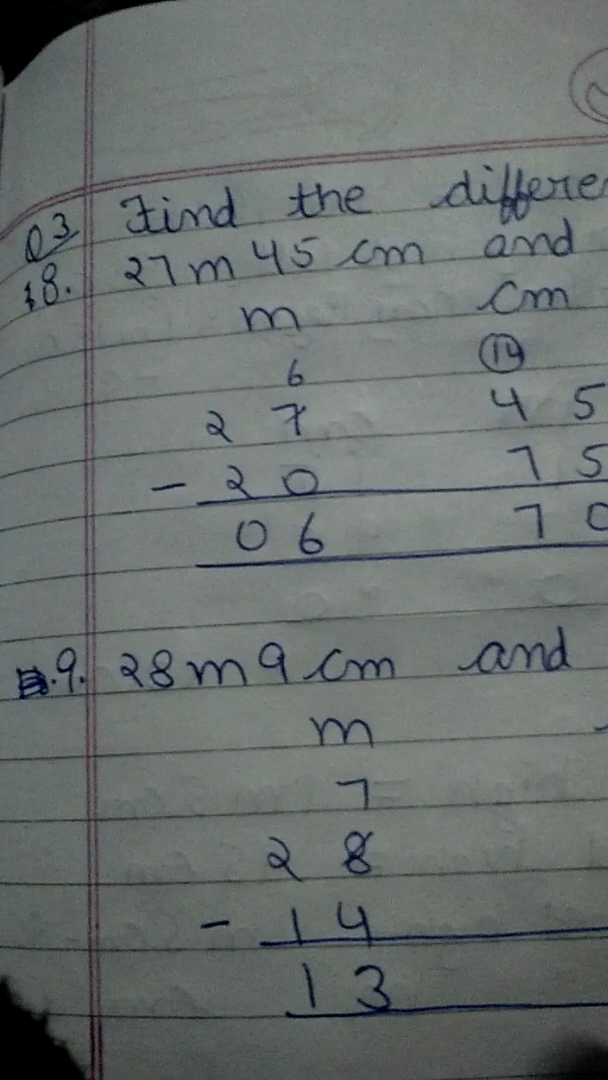 Q3 Find the differe
8. 27m 45 cm and
m cm
6 14
2 7 4 5
- 2 0 7 5
0 6 7 0
9. 28m 9 cm and
m
7
2 8
- 1 4
1 3